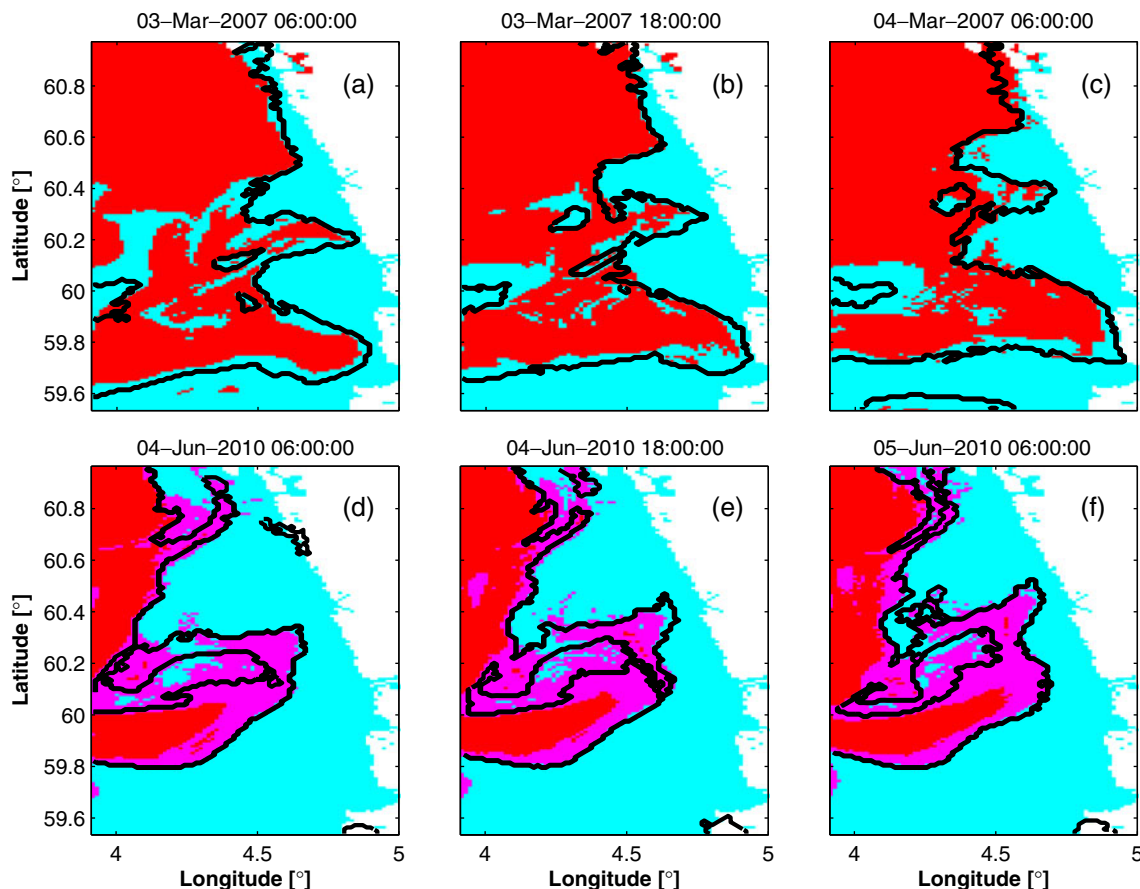 03–Mar–2007 06:00:00
03–Mar–2007 18:00:00
04–Mar–2007 06:00:00
(a)
(b)
(c)
Latitude [°]
60.8
60.6
60.4
60.2
60
59.8
59.6
04–Jun–2010 06:00:00
04–Jun–2010 18:00:00
05–Jun–2010 06:00:00
(d)
(e)
(f)
Latitude [°]
60.8
60.6
60.4
60.2
60
59.8
59.6
4 4.5 5
4 4.5 5
4 4.5 5
Longitude [°]
Longitude [°]
Longitude [°]